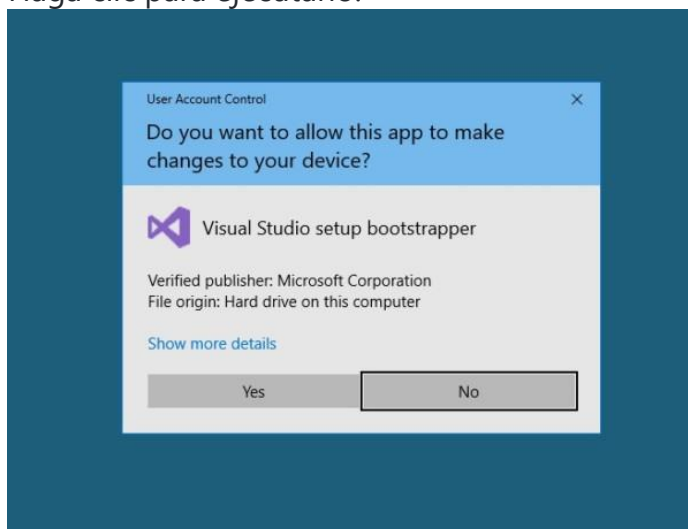 Haga clic para ejecutarlo.
User Account Control
Do you want to allow this app to make
changes to your device?
Visual Studio setup bootstrapper
Verified publisher: Microsoft Corporation
File origin: Hard drive on this computer
Show more details
Yes
No